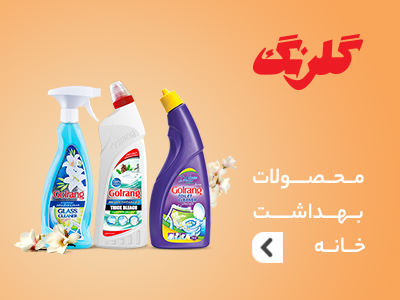 گلرنگ
محصولات
بهداشت
خانه
Golrang
GLASS
CLEANER
Golrang
THICK BLEACH
Golrang
TOILET
CLEANER